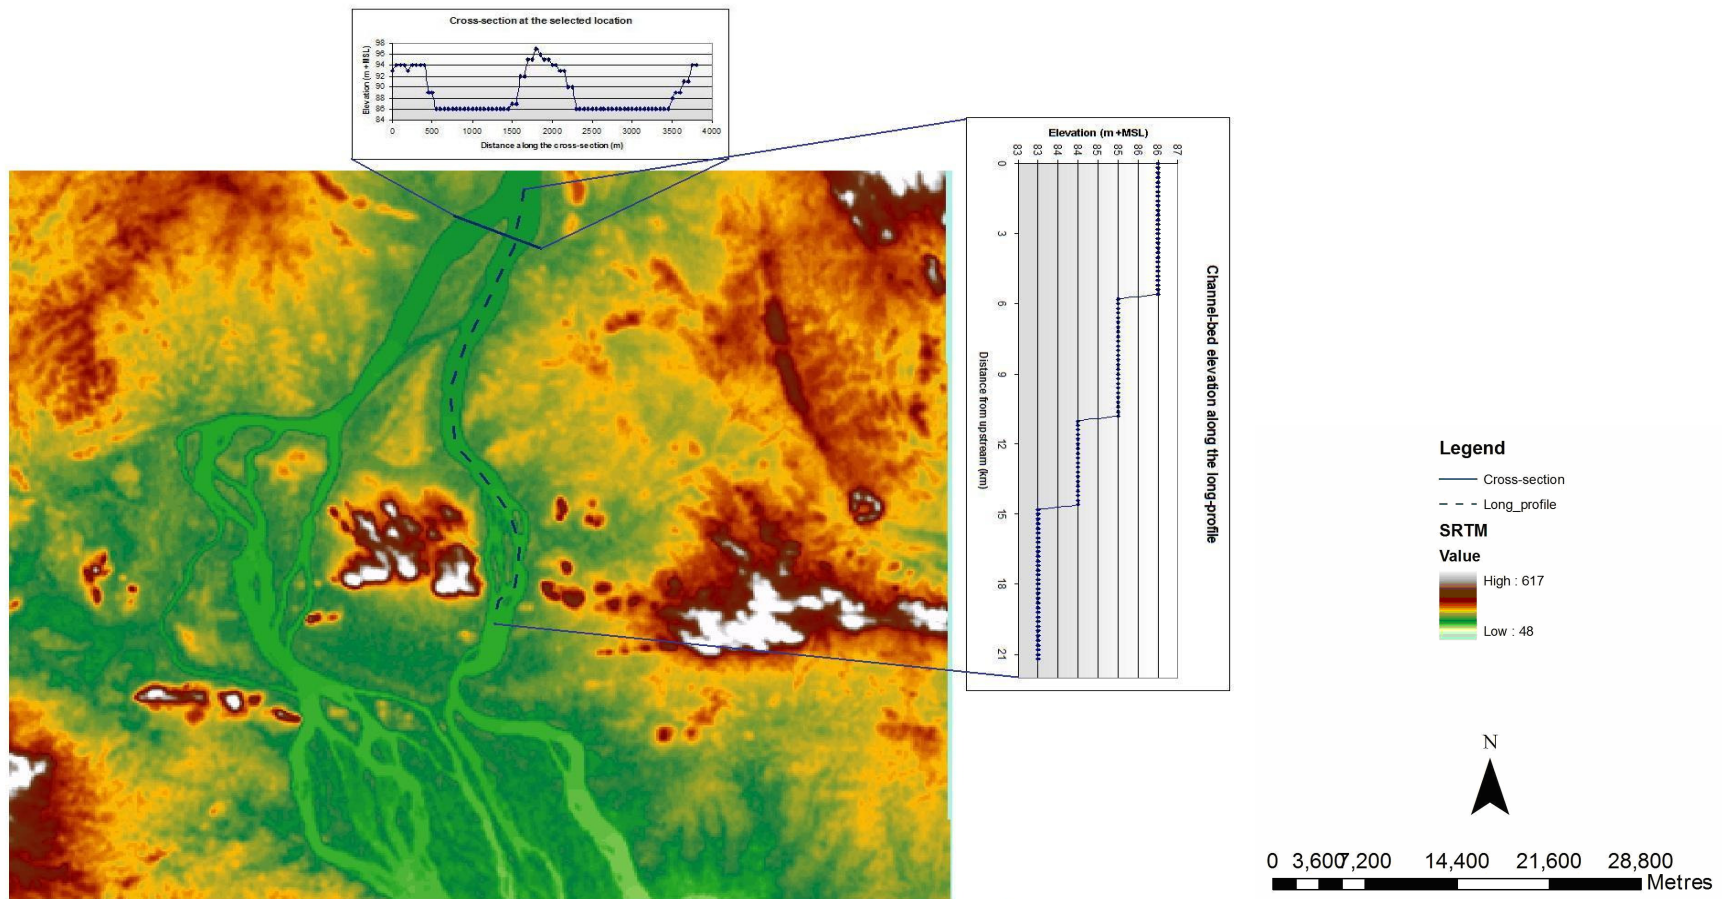 Cross-section at the selected location
Elevation (m +MSL)
98
96
94
92
90
88
86
84
0 500 1000 1500 2000 2500 3000 3500 4000
Distance along the cross-section (m)
Elevation (m +MSL)
83 83 84 84 85 85 86 86 87
0
3
6
9
12
15
18
21
Distance from upstream (km)
Channel-bed elevation along the long-profile
Legend
Cross-section
Long_profile
SRTM
Value
High : 617
Low : 48
N
0 3,600 7,200 14,400 21,600 28,800
Metres